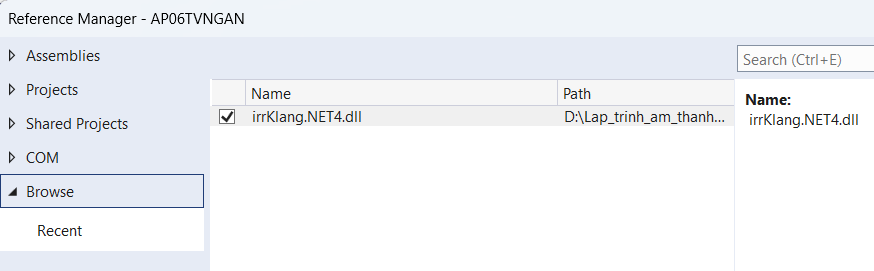 Reference Manager - AP06TVNGAN
Assemblies
Projects
Shared Projects
COM
Browse
Recent
Name Path
irrKlang.NET4.dll D:\Lap_trinh_am_thanh...
Search (Ctrl+E)
Name:
irrKlang.NET4.dll